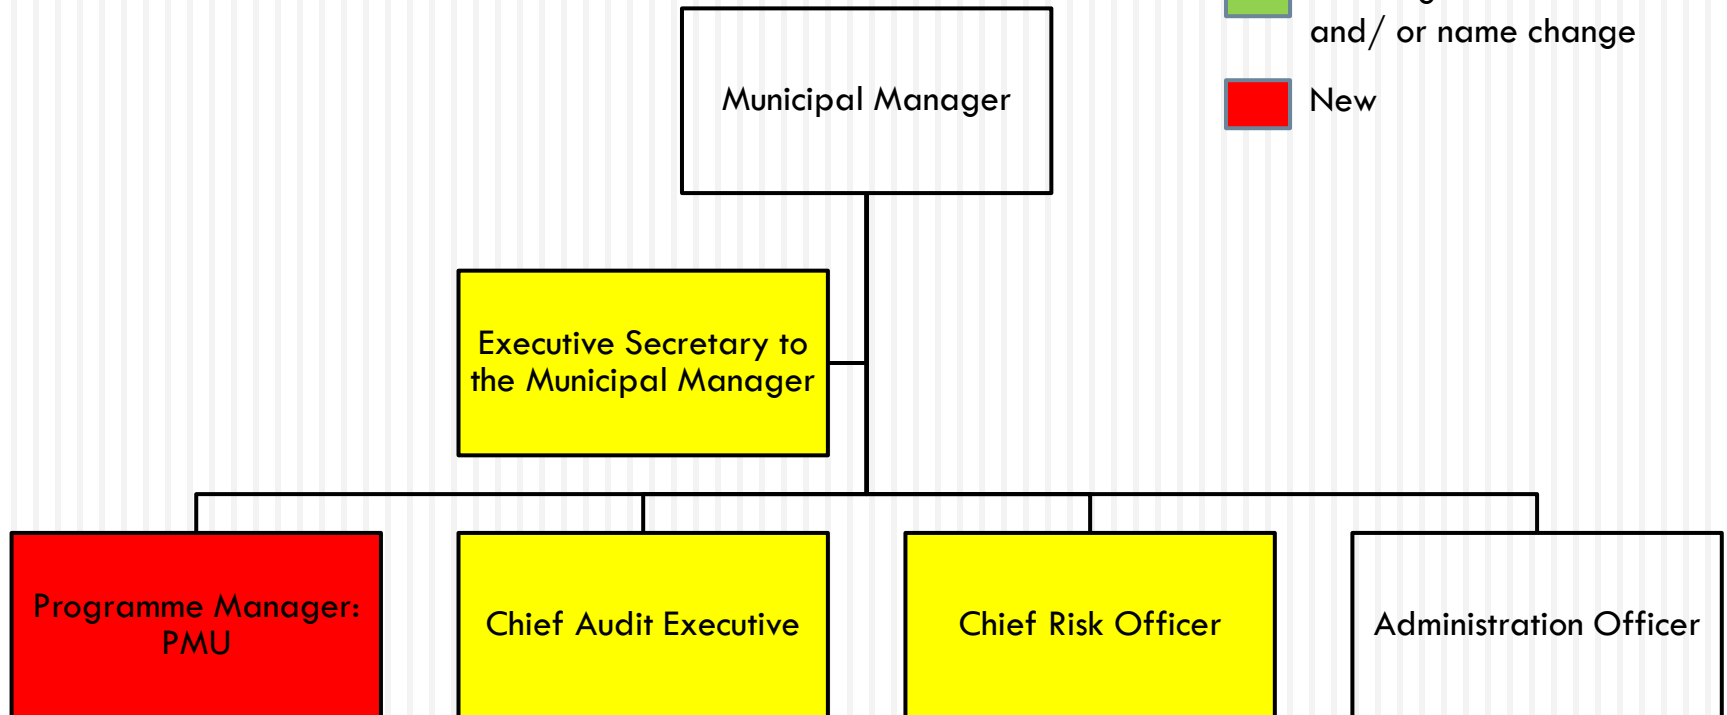 Municipal Manager
and/ or name change
New
Executive Secretary to
the Municipal Manager
Programme Manager:
PMU
Chief Audit Executive
Chief Risk Officer
Administration Officer